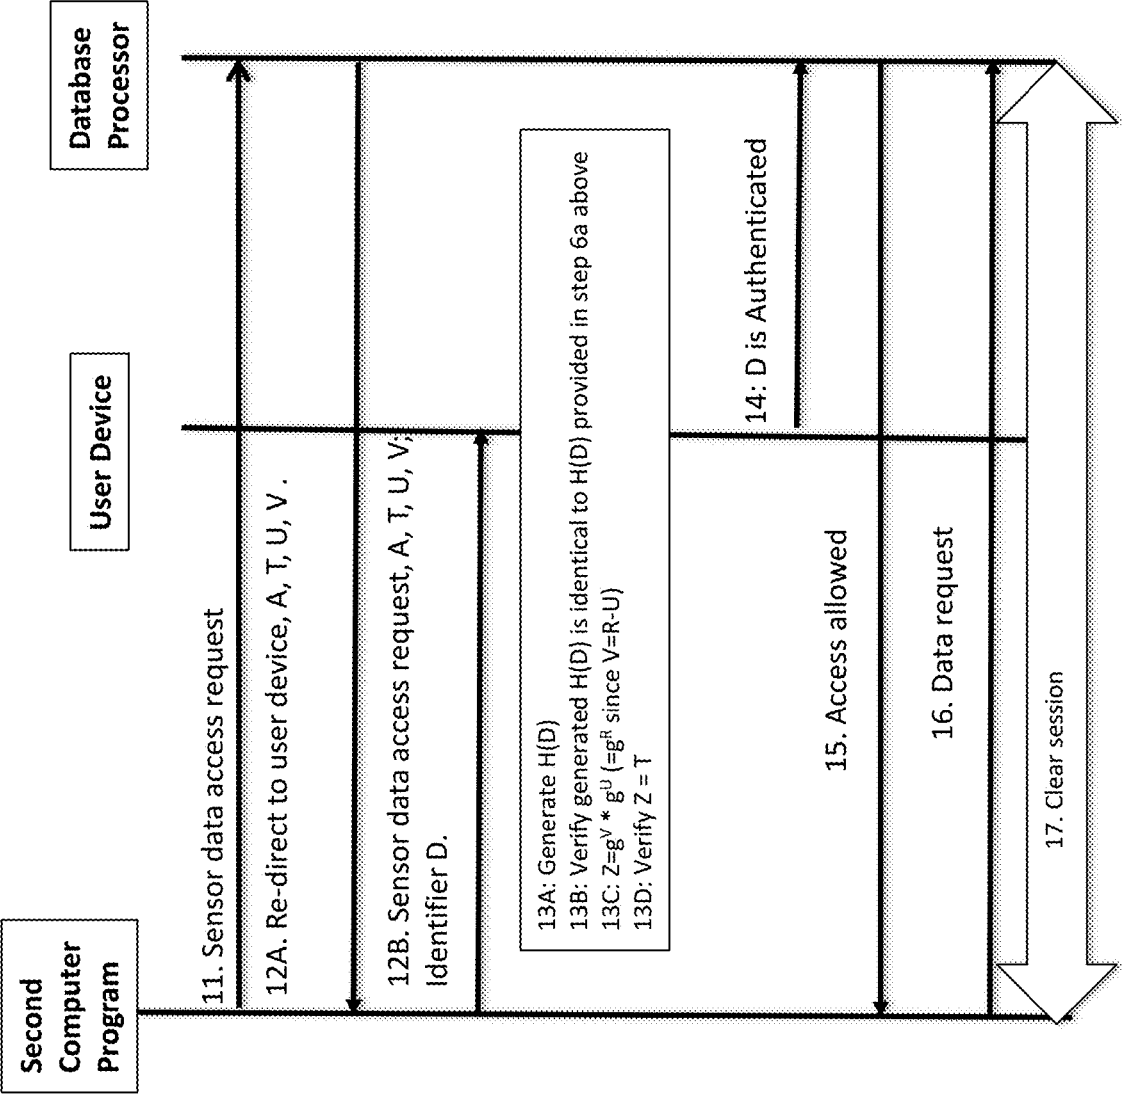 Second
Computer
Program
User Device
Database
Processor
11. Sensor data access request
12A. Re-direct to user device, A, T, U, V .
12B. Sensor data access request, A, T, U, V;
Identifier D.
13A: Generate H(D)
13B: Verify generated H(D) is identical to H(D) provided in step 6a above
13C: Z=g^V * g^U (=g^R since V=R-U)
13D: Verify Z = T
14: D is Authenticated
15. Access allowed
16. Data request
17. Clear session